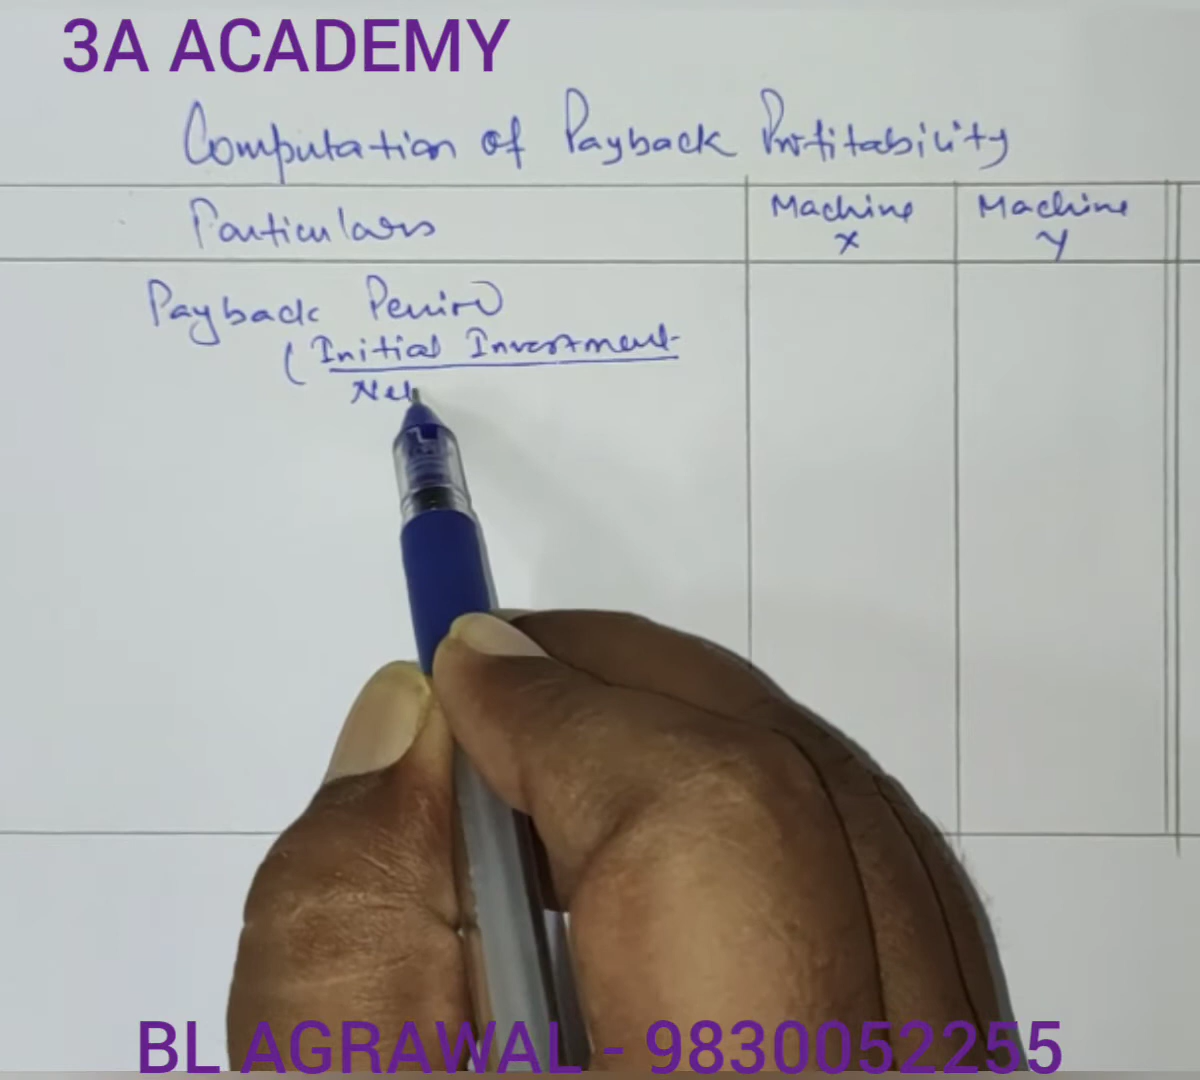 3A ACADEMY
Computation of Payback Profitability
Particulars
Machine X
Machine Y
Payback Period
(Initial Investment
Net
BL AGRAWAL - 9830052255